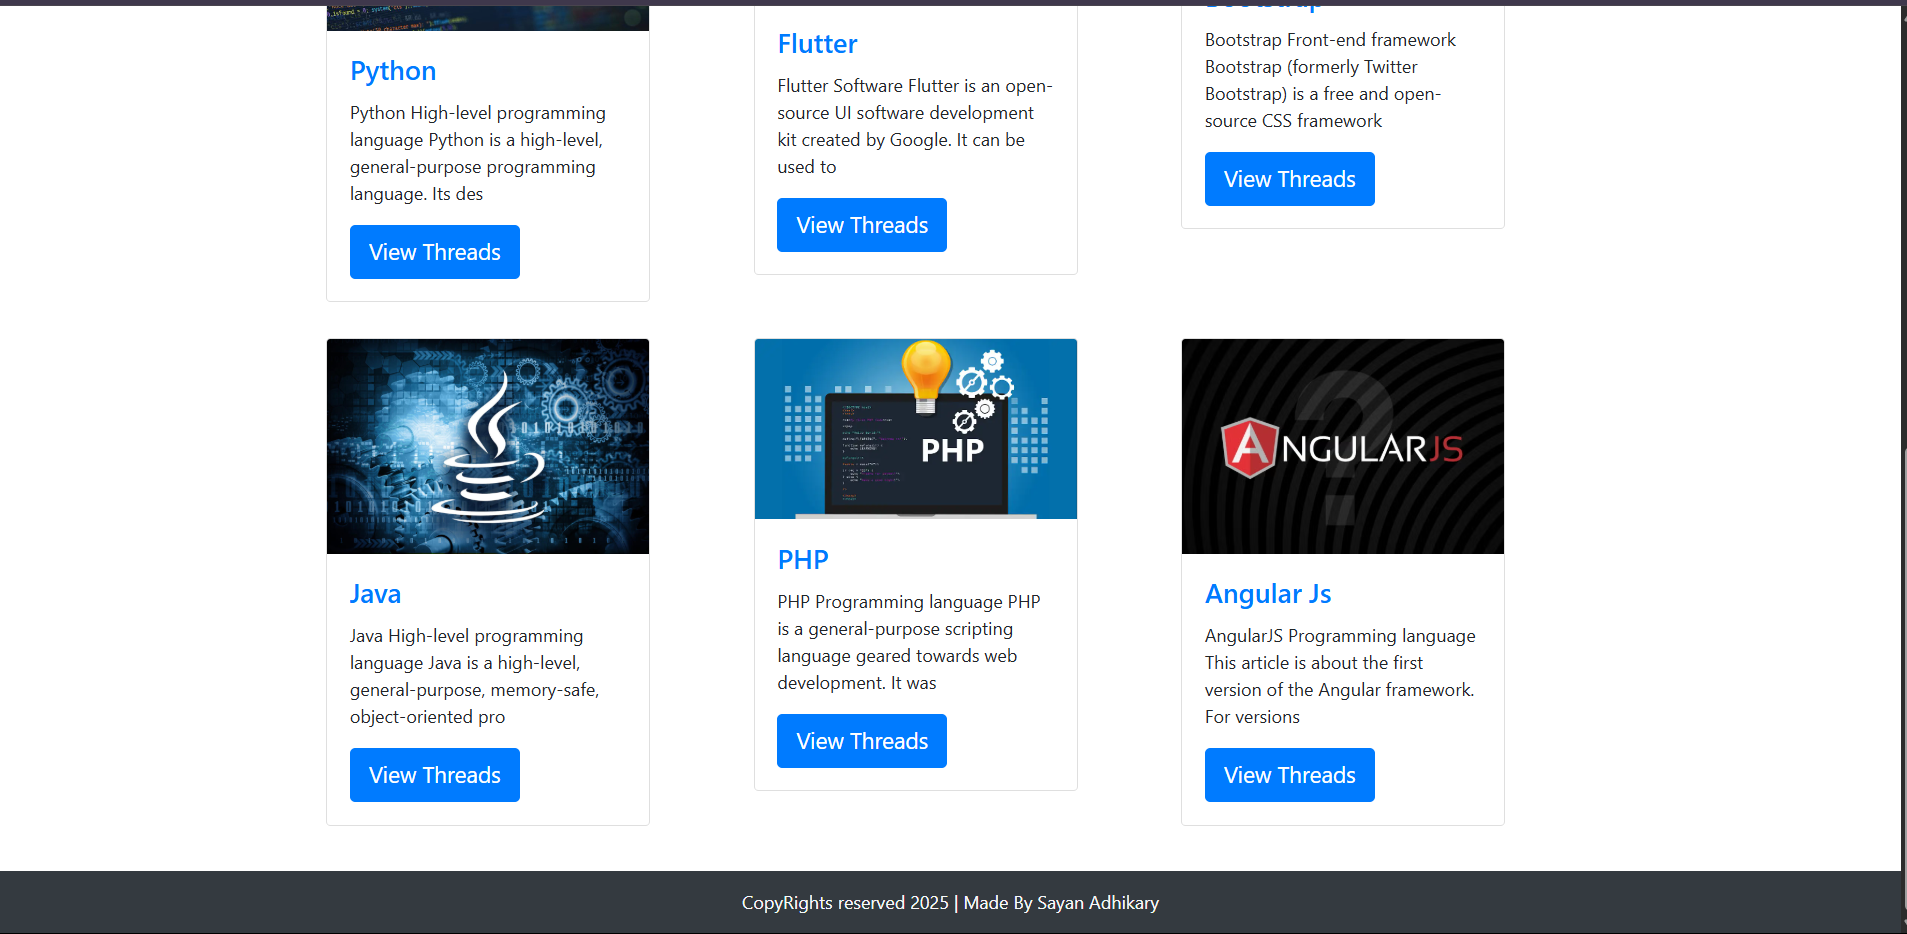 Python
Python High-level programming
language Python is a high-level,
general-purpose programming
language. Its des
View Threads
Flutter
Flutter Software Flutter is an open-
source UI software development
kit created by Google. It can be
used to
View Threads
Bootstrap
Bootstrap Front-end framework
Bootstrap (formerly Twitter
Bootstrap) is a free and open-
source CSS framework
View Threads
Java
Java High-level programming
language Java is a high-level,
general-purpose, memory-safe,
object-oriented pro
View Threads
PHP
PHP
PHP Programming language PHP
is a general-purpose scripting
language geared towards web
development. It was
View Threads
?
ANGULARJS
Angular Js
AngularJS Programming language
This article is about the first
version of the Angular framework.
For versions
View Threads
CopyRights reserved 2025 | Made By Sayan Adhikary